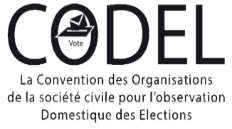 CODEL
Vote
La Convention des Organisations
de la société civile pour l'observation
Domestique des Elections